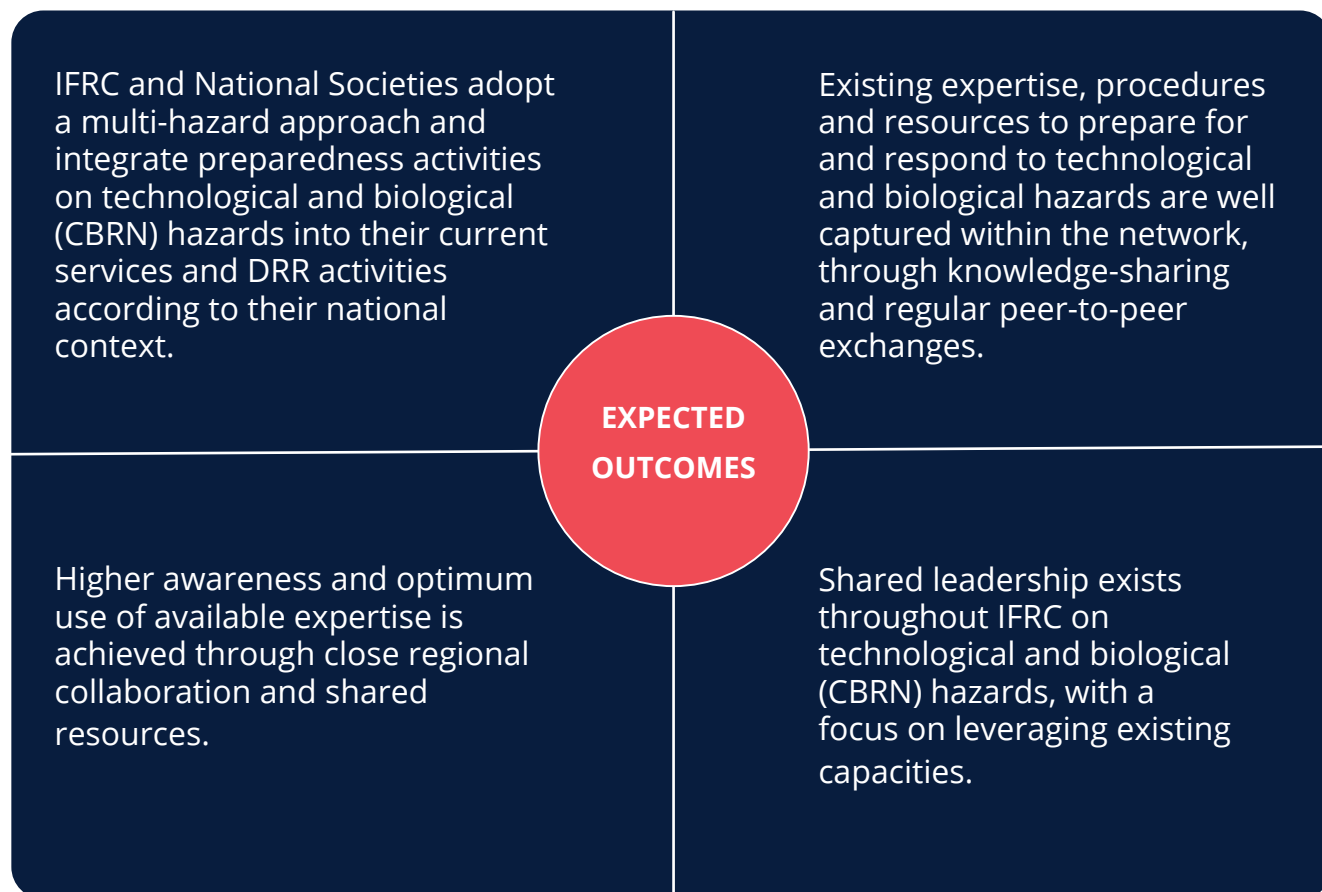 IFRC and National Societies adopt
a multi-hazard approach and
integrate preparedness activities
on technological and biological
(CBRN) hazards into their current
services and DRR activities
according to their national
context.
Existing expertise, procedures
and resources to prepare for
and respond to technological
and biological hazards are well
captured within the network,
through knowledge-sharing
and regular peer-to-peer
exchanges.
EXPECTED
OUTCOMES
Higher awareness and optimum
use of available expertise is
achieved through close regional
collaboration and shared
resources.
Shared leadership exists
throughout IFRC on
technological and biological
(CBRN) hazards, with a
focus on leveraging existing
capacities.